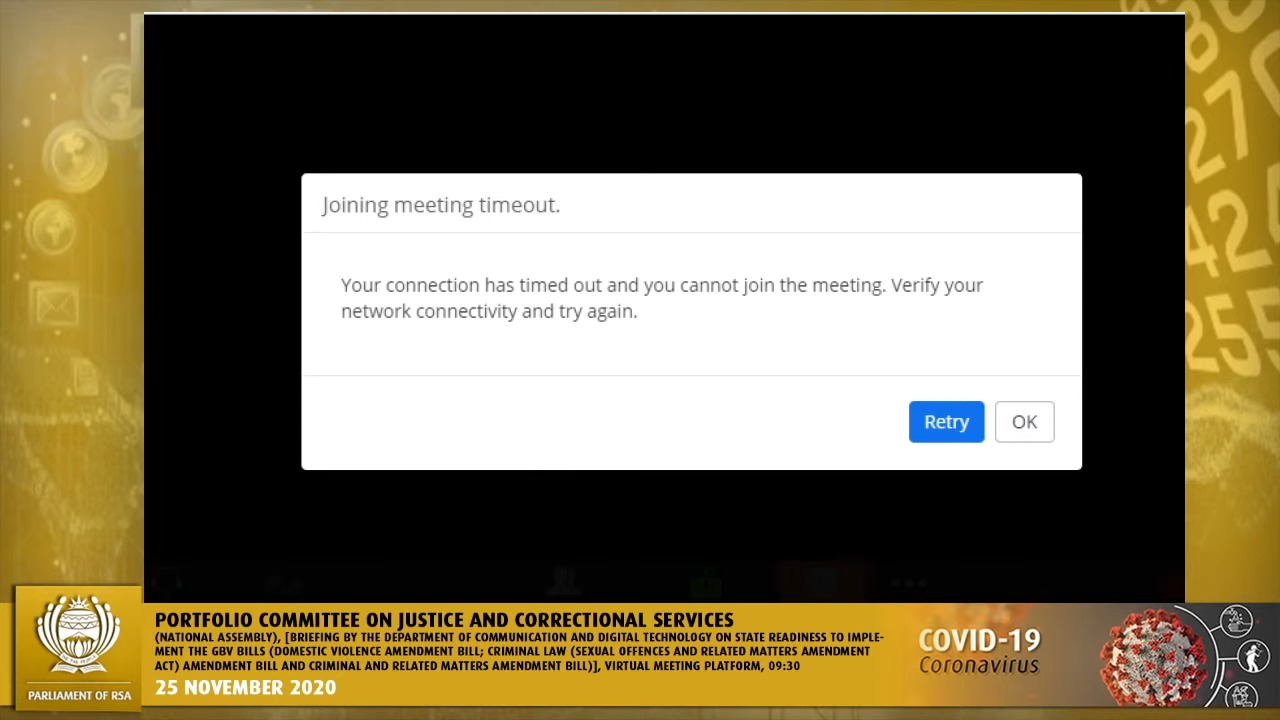 Joining meeting timeout.
Your connection has timed out and you cannot join the meeting. Verify your
network connectivity and try again.
Retry
OK
PORTFOLIO COMMITTEE ON JUSTICE AND CORRECTIONAL SERVICES
(NATIONAL ASSEMBLY), [BRIEFING BY THE DEPARTMENT OF COMMUNICATION AND DIGITAL TECHNOLOGY ON STATE READINESS TO IMPLE-
MENT THE GBV BILLS (DOMESTIC VIOLENCE AMENDMENT BILL; CRIMINAL LAW (SEXUAL OFFENCES AND RELATED MATTERS AMENDMENT
ACT) AMENDMENT BILL AND CRIMINAL AND RELATED MATTERS AMENDMENT BILL)], VIRTUAL MEETING PLATFORM, 09:30
25 NOVEMBER 2020
PARLIAMENT OF RSA
COVID-19
Coronavirus
27
42
255